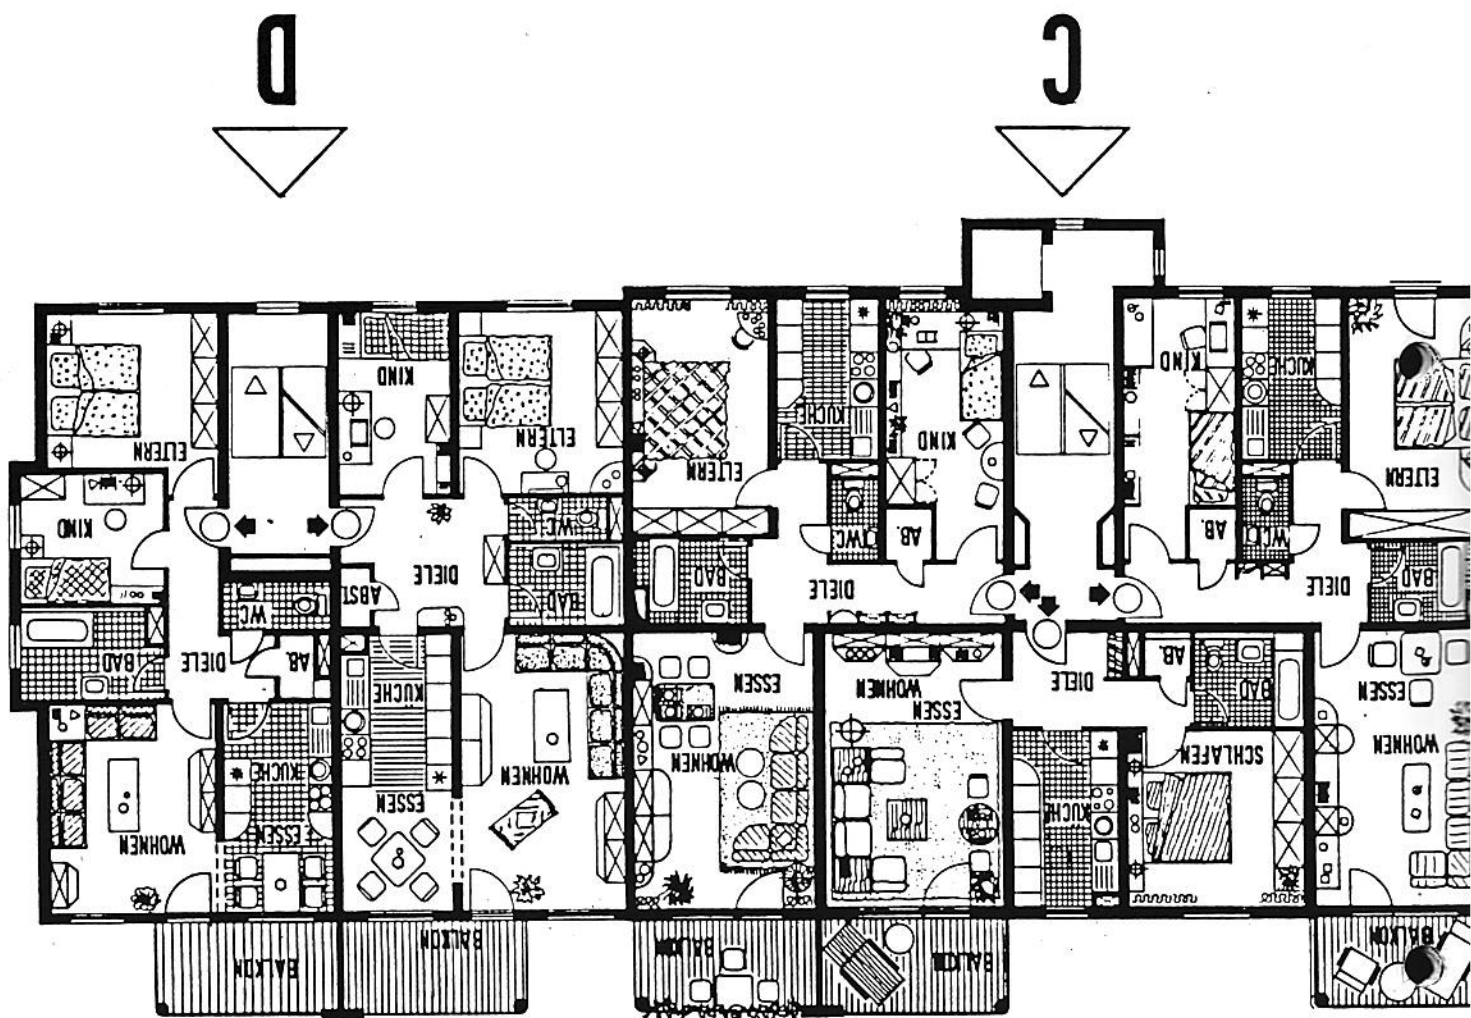 D
C
KIND
KIND
KÜCHE
KÜCHE
ELTERN
KIND
ELTERN
ELTERN
ELTERN
KIND
WC
WC
AB.
AB.
WC
DIELE
BAD
DIELE
DIELE
BAD
ABST.
BAD
WC
BAD
DIELE
AB.
ESSEN
WOHNEN
ESSEN
DIELE
AB.
BAD
ESSEN
KÜCHE
WOHNEN
SCHLAFEN
WOHNEN
KÜCHE
WOHNEN
ESSEN
KÜCHE
ESSEN
WOHNEN
BALKON
BALKON
BALKON
BALKON
BALKON